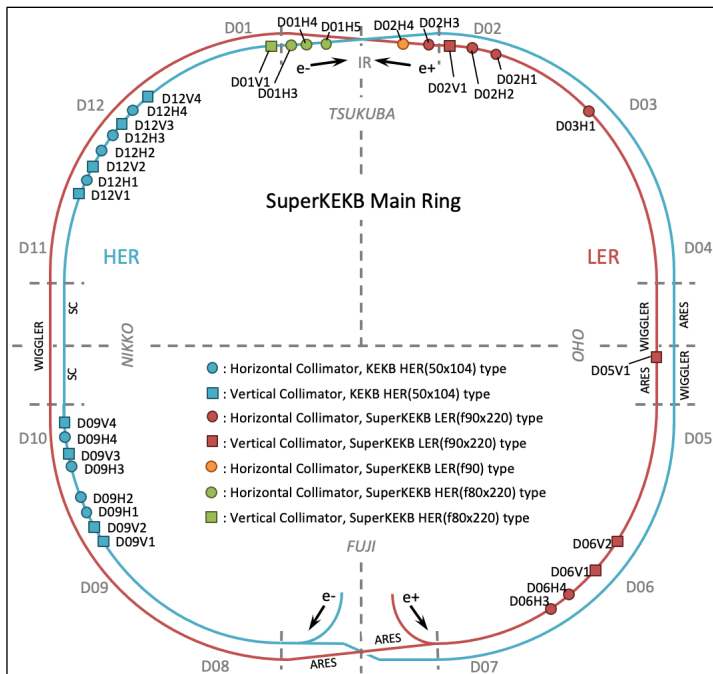 D01
D01H4
D01H5
D02H4
D02H3
D02
e-
e+
IR
D01V1
D01H3
D02V1
D02H2
D02H1
TSUKUBA
D12
D12V4
D12H4
D12V3
D12H3
D12H2
D12V2
D12H1
D12V1
D03
D03H1
SuperKEKB Main Ring
D11
HER
LER
D04
WIGGLER
SC
SC
NIKKO
OHO
WIGGLER
ARES
ARES
WIGGLER
D05V1
: Horizontal Collimator, KEKB HER(50x104) type
: Vertical Collimator, KEKB HER(50x104) type
: Horizontal Collimator, SuperKEKB LER(f90x220) type
: Vertical Collimator, SuperKEKB LER(f90x220) type
: Horizontal Collimator, SuperKEKB LER(f90) type
: Horizontal Collimator, SuperKEKB HER(f80x220) type
: Vertical Collimator, SuperKEKB HER(f80x220) type
D10
D09V4
D09H4
D09V3
D09H3
D09H2
D09H1
D09V2
D09V1
D05
FUJI
D06V2
D06V1
D06H4
D06H3
D09
D06
e-
e+
D08
ARES
ARES
D07